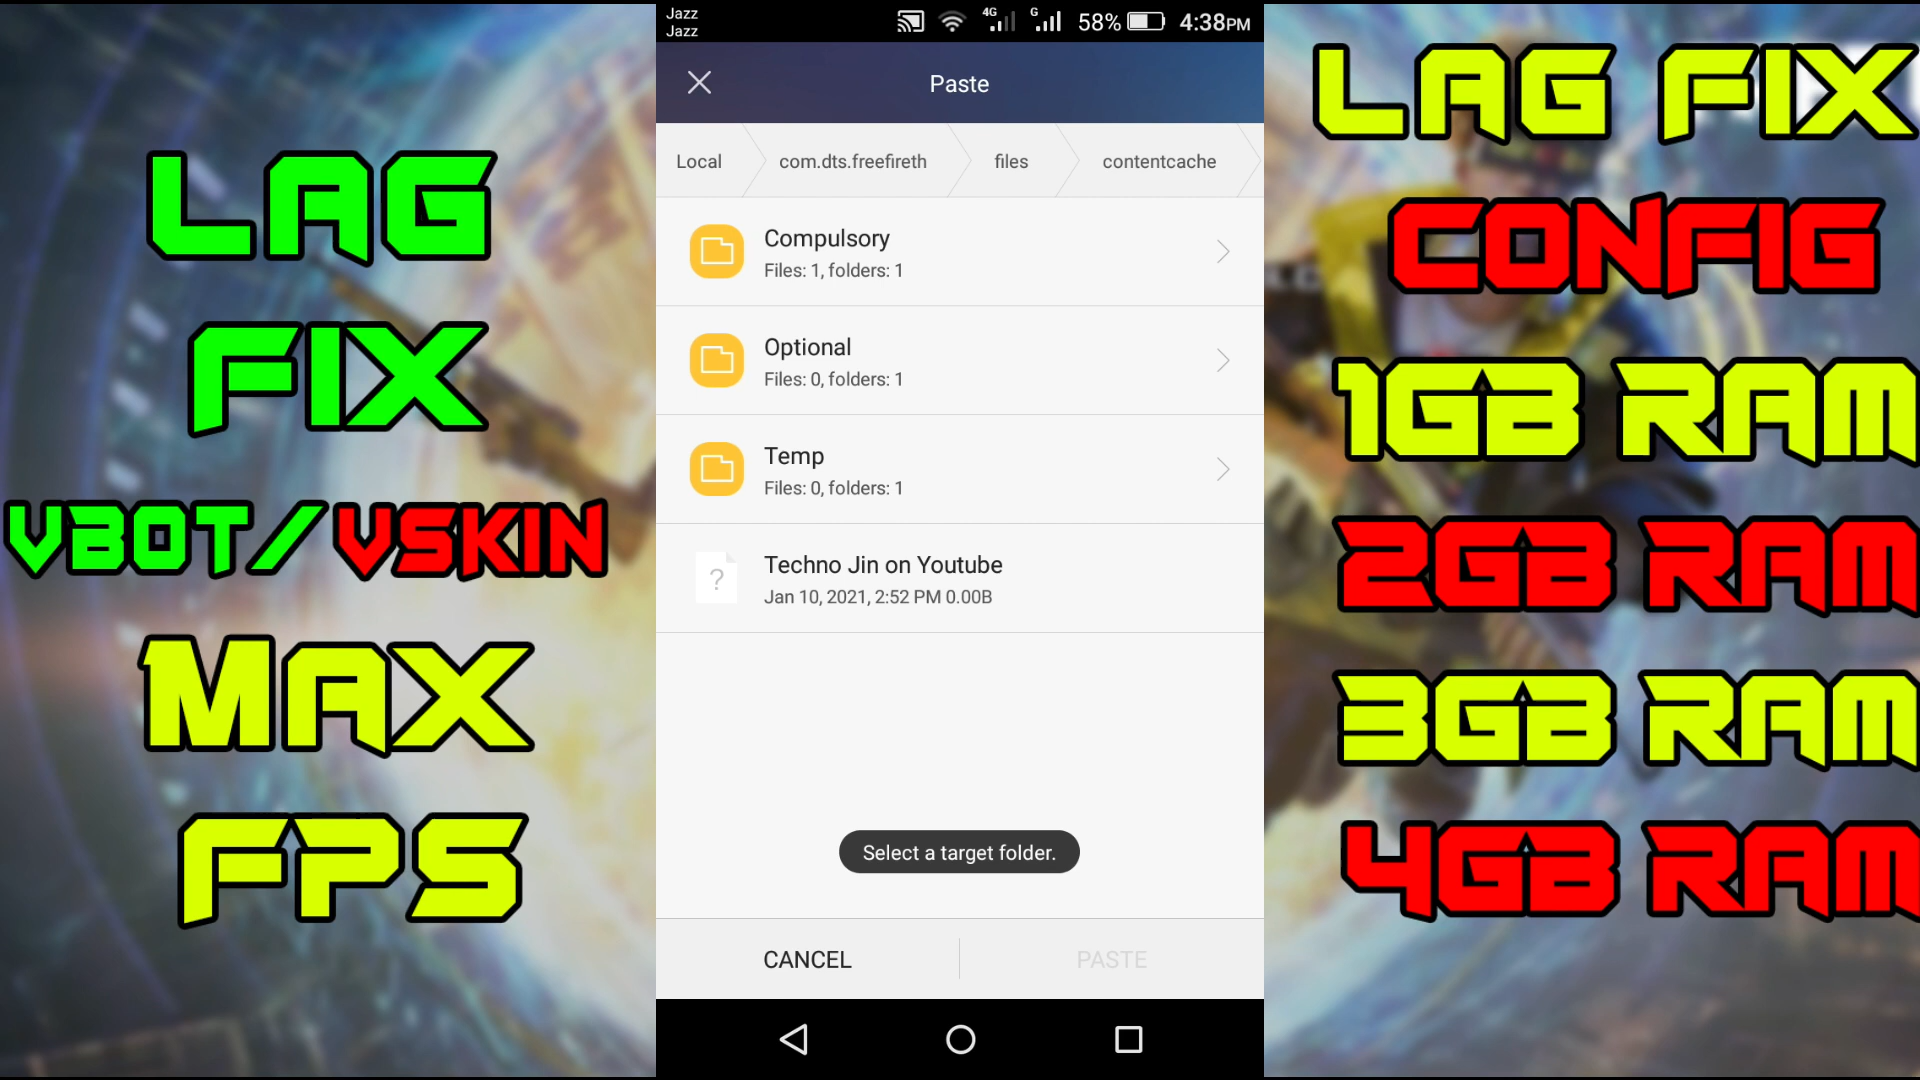 LAG
FIX
VBOT/VSKIN
MAX
FPS
Jazz
Jazz
4G G 58% 4:38PM
Paste
Local com.dts.freefireth files contentcache
Compulsory
Files: 1, folders: 1
Optional
Files: 0, folders: 1
Temp
Files: 0, folders: 1
?
Techno Jin on Youtube
Jan 10, 2021, 2:52 PM 0.00B
Select a target folder.
CANCEL PASTE
LAG FIX
CONFIG
1GB RAM
2GB RAM
3GB RAM
4GB RAM